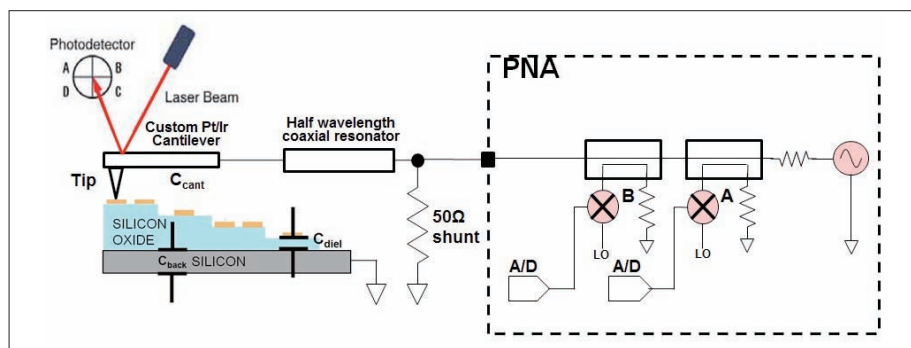 Photodetector
A B
D C
Laser Beam
PNA
Custom Pt/Ir
Cantilever
Half wavelength
coaxial resonator
Tip
Ccant
B
A
SILICON
OXIDE
Cdiel
50Ω
shunt
LO
LO
Cback
SILICON
A/D
A/D